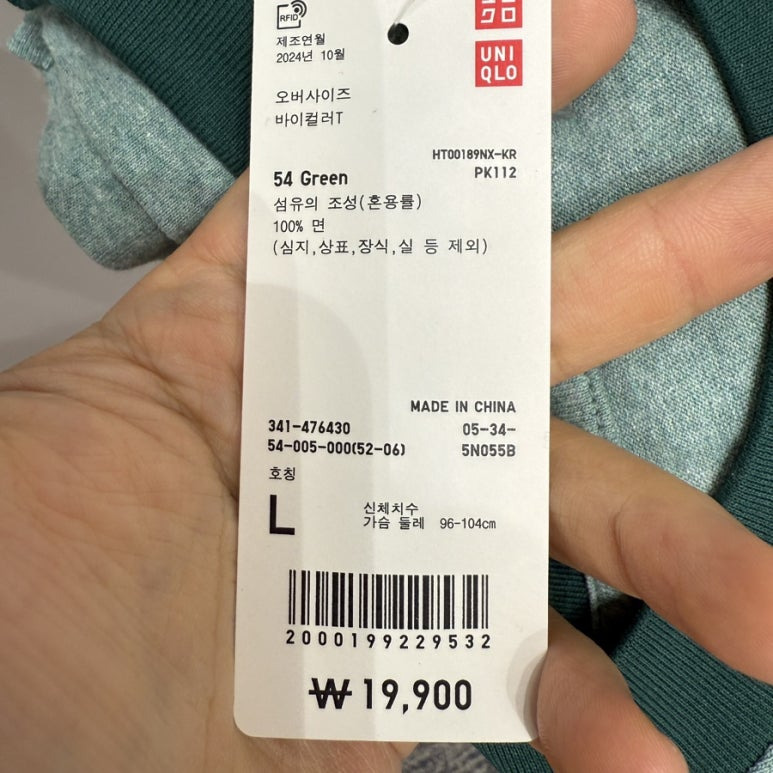 RFID
제조연월
2024년 10월
UNI
QLO
오버사이즈
바이컬러T
HT00189NX-KR
PK112
54 Green
섬유의 조성(혼용률)
100% 면
(심지,상표,장식,실 등 제외)
MADE IN CHINA
341-476430
05-34-
54-005-000(52-06)
5N055B
호칭
L
신체치수
가슴 둘레 96-104cm
2000199229532
₩19,900